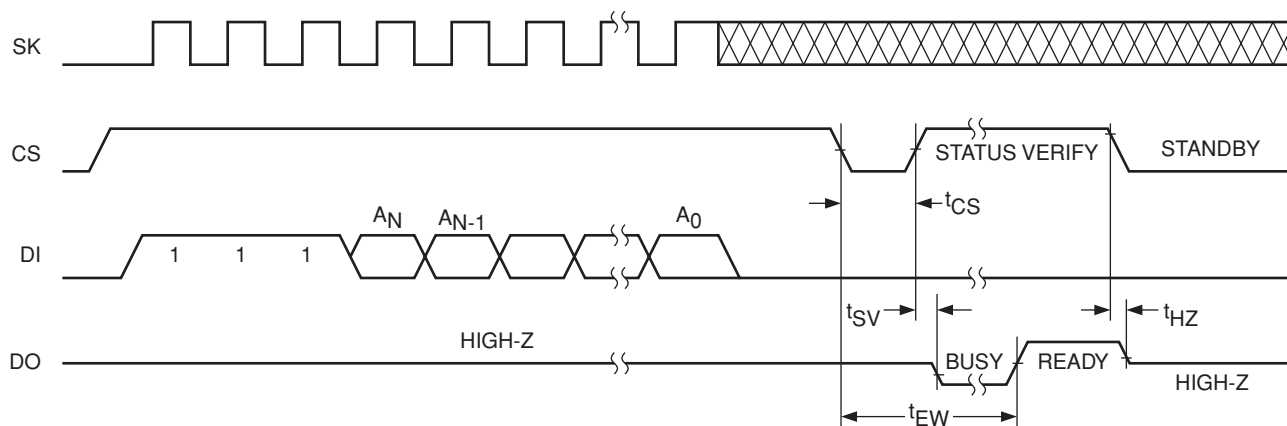 SK
CS
STATUS VERIFY
STANDBY
tCS
AN
AN-1
A0
DI
1 1 1
tSV
tHZ
HIGH-Z
DO
BUSY
READY
HIGH-Z
tEW